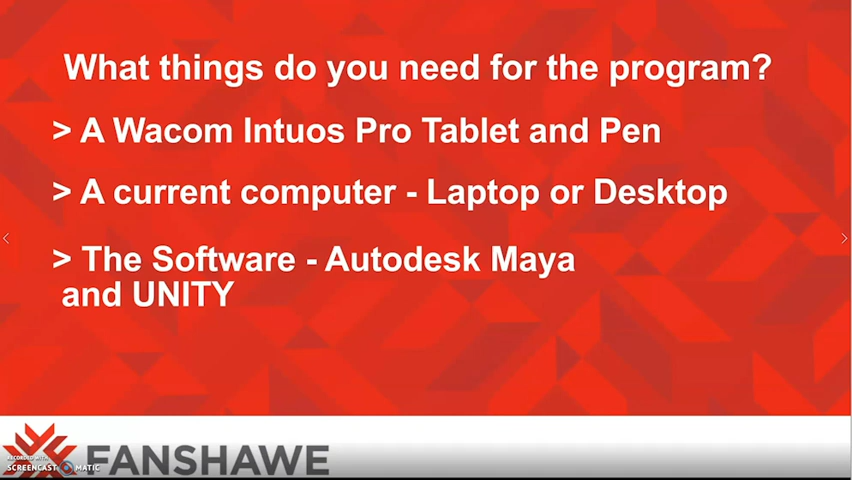 What things do you need for the program?
> A Wacom Intuos Pro Tablet and Pen
> A current computer - Laptop or Desktop
> The Software - Autodesk Maya
and UNITY
RECORDED WITH
SCREENCAST MATIC
FANSHAWE